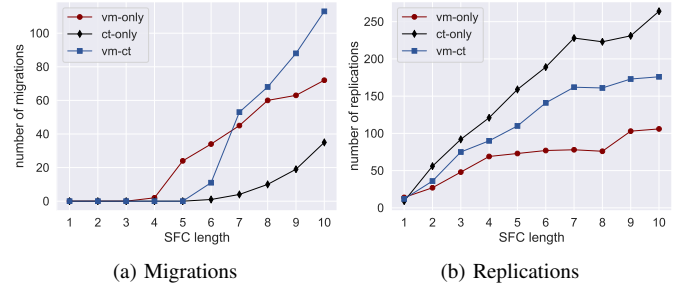 vm-only
ct-only
vm-ct
number of migrations
100
80
60
40
20
0
1 2 3 4 5 6 7 8 9 10
SFC length
(a) Migrations
vm-only
ct-only
vm-ct
number of replications
250
200
150
100
50
0
1 2 3 4 5 6 7 8 9 10
SFC length
(b) Replications